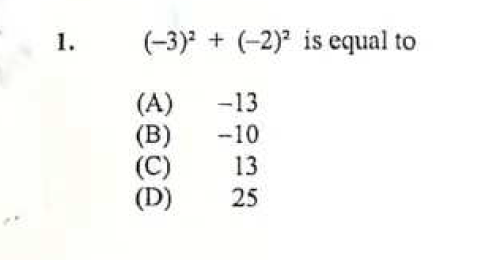 1. (–3)² + (–2)² is equal to
(A) –13
(B) –10
(C) 13
(D) 25